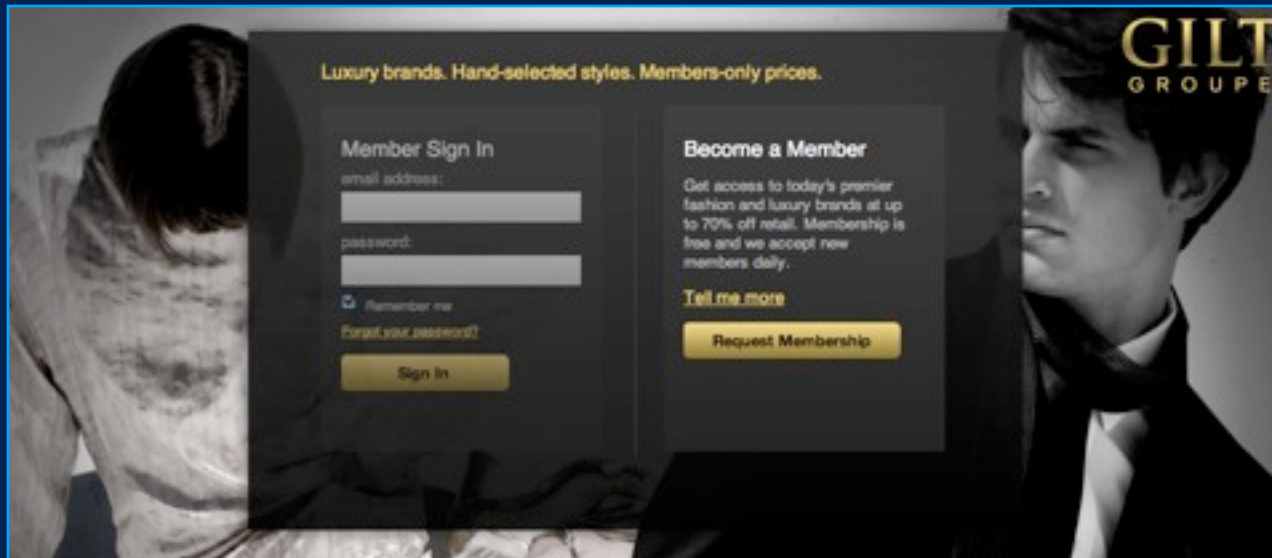 GILT
GROUPE
Luxury brands. Hand-selected styles. Members-only prices.
Member Sign In
email address:
password:
Remember me
Forgot your password?
Sign In
Become a Member
Get access to today's premier
fashion and luxury brands at up
to 70% off retail. Membership is
free and we accept new
members daily.
Tell me more
Request Membership